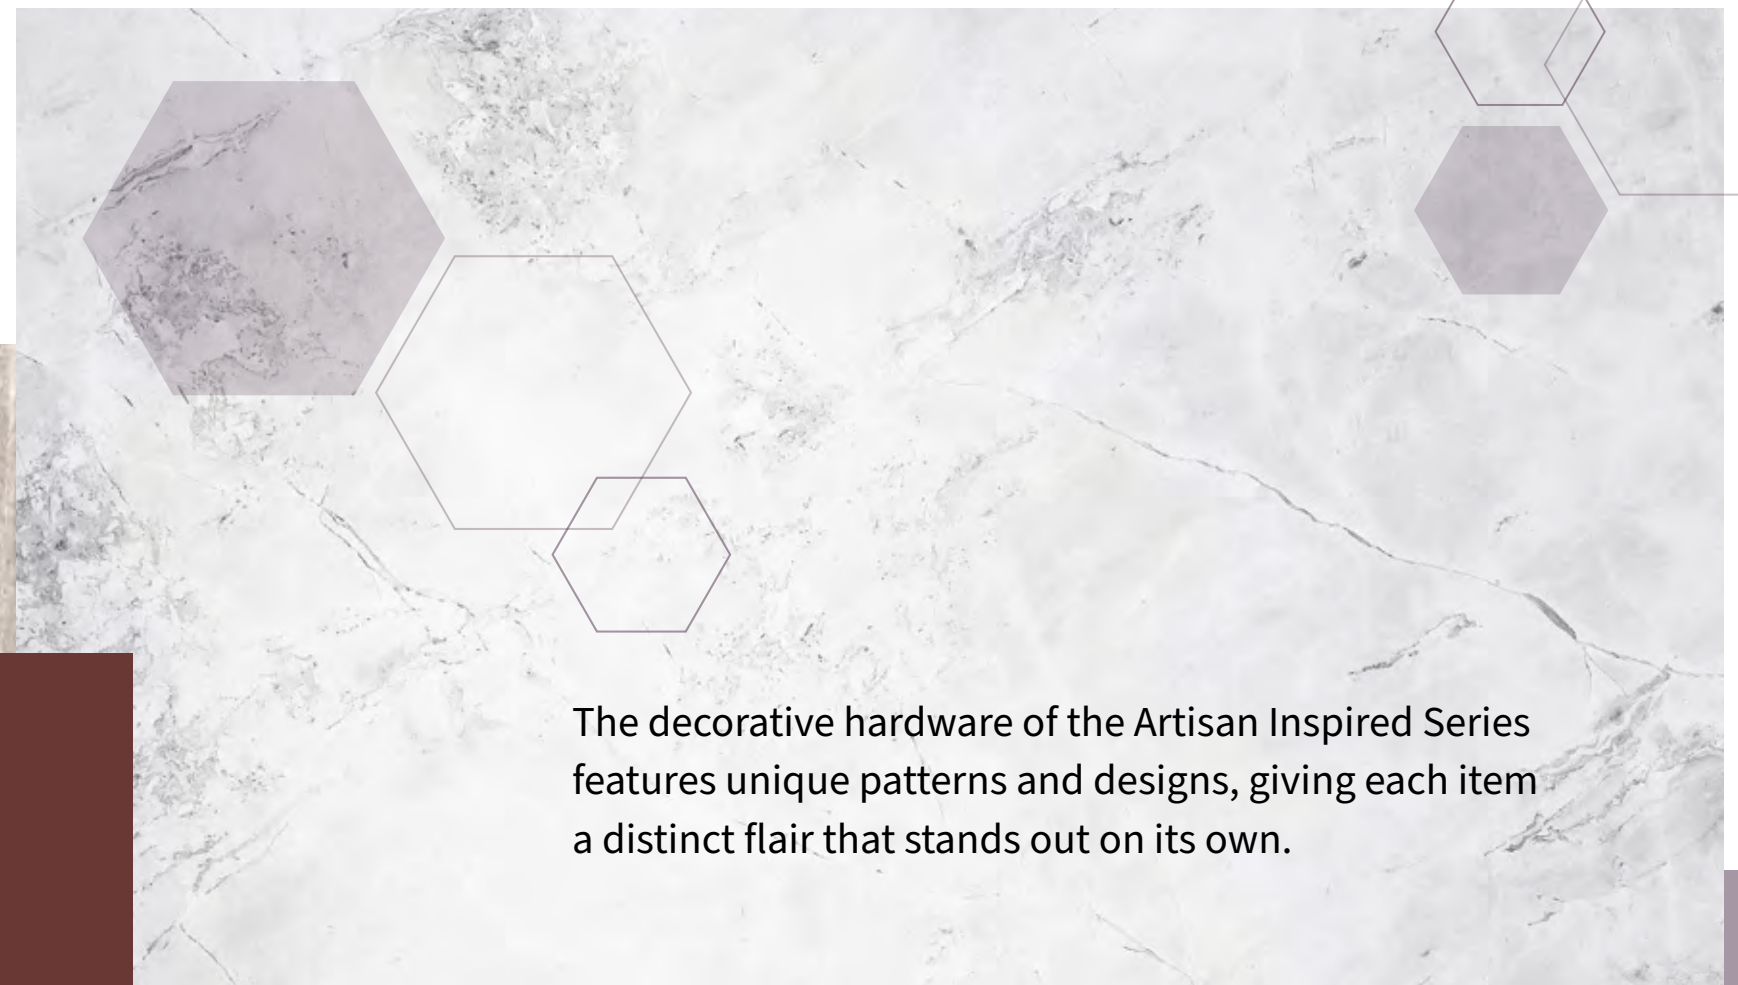 The decorative hardware of the Artisan Inspired Series
features unique patterns and designs, giving each item
a distinct flair that stands out on its own.